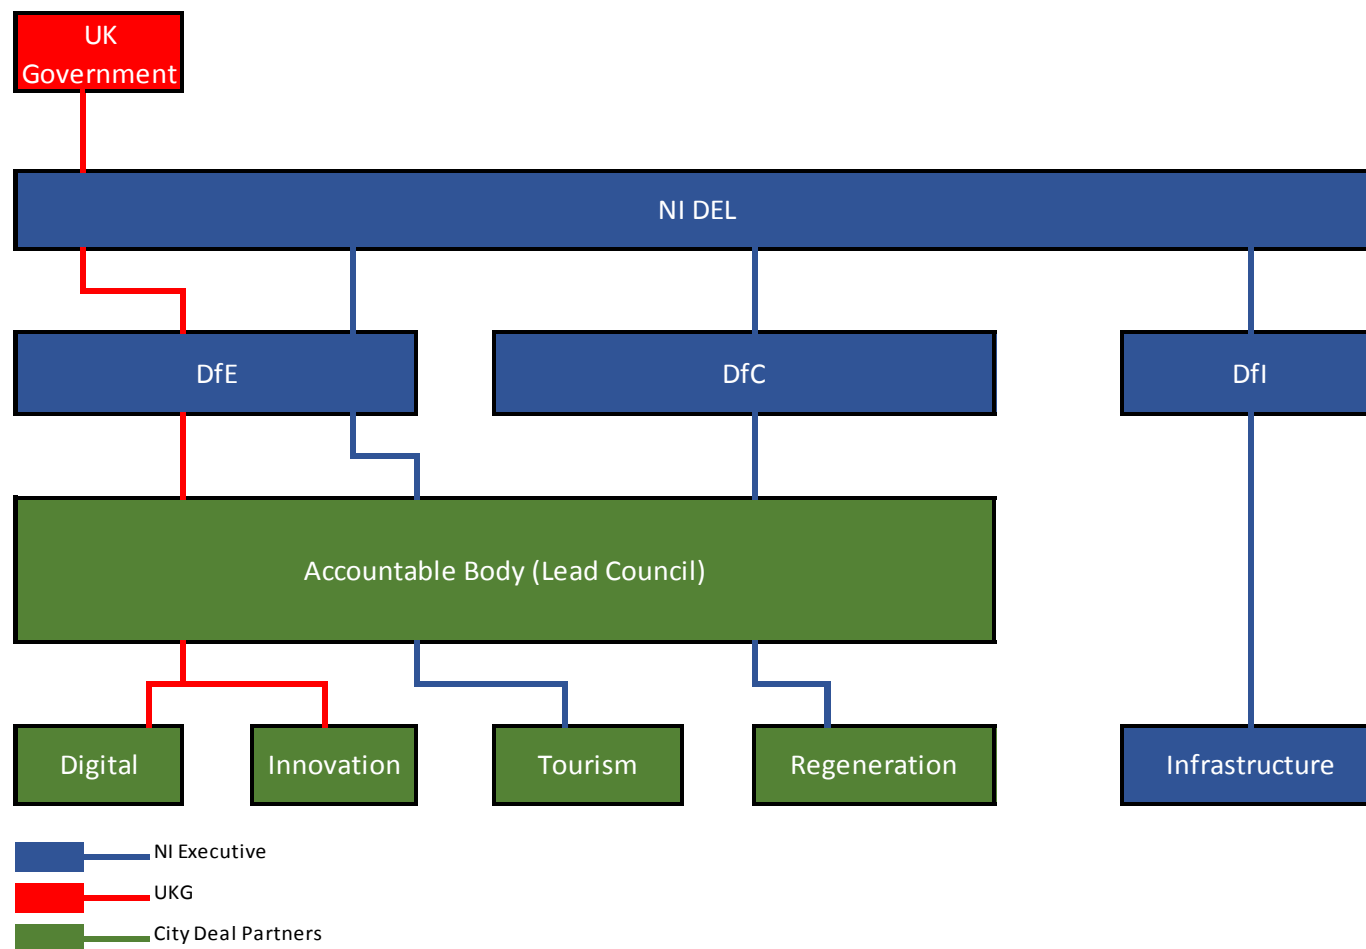 UK
Government
NI DEL
DfE
DfC
DfI
Accountable Body (Lead Council)
Digital
Innovation
Tourism
Regeneration
Infrastructure
NI Executive
UKG
City Deal Partners